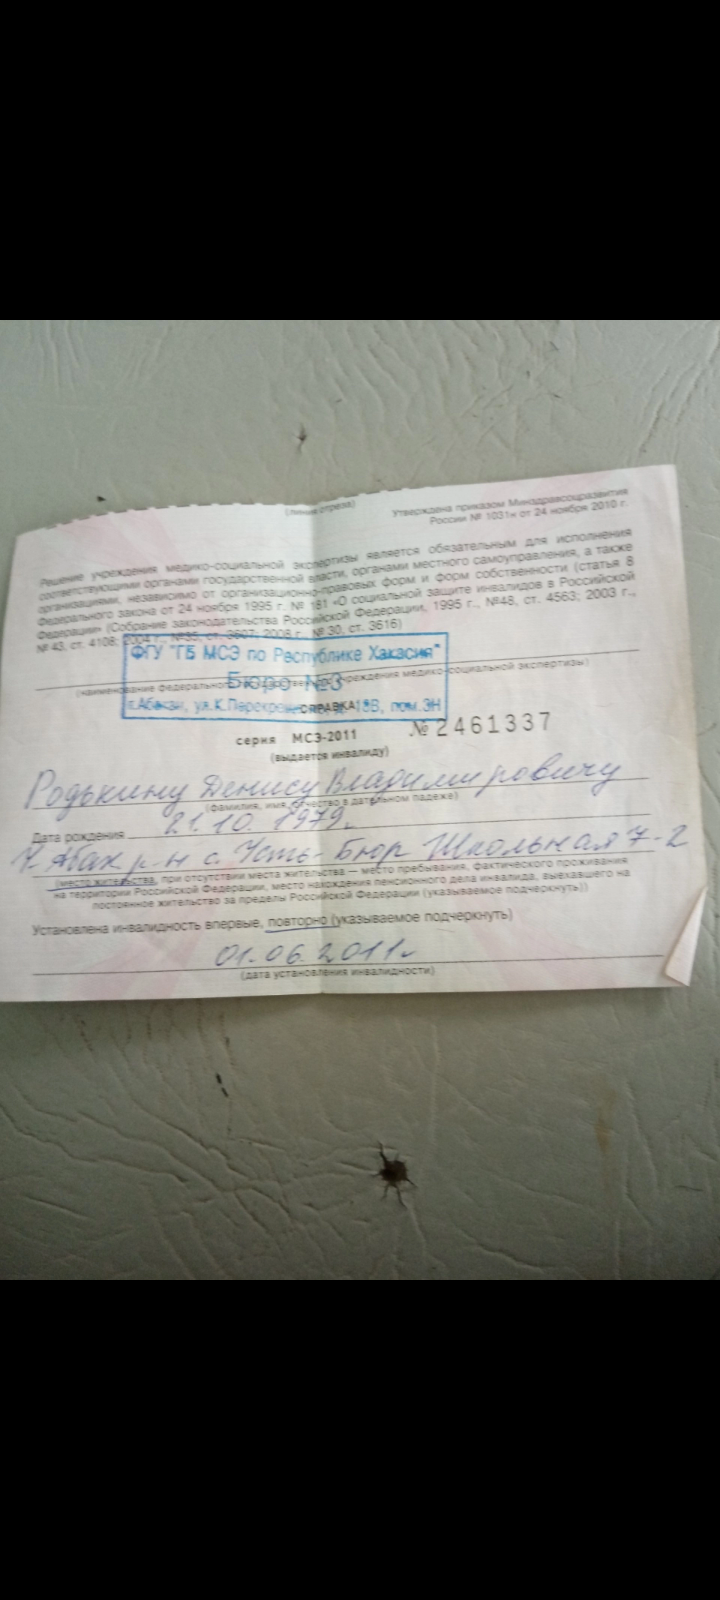 (линия отреза)
Утверждена приказом Минздравсоцразвития
России № 1031н от 24 ноября 2010 г.
Решение учреждения медико-социальной экспертизы является обязательным для исполнения
соответствующими органами государственной власти, органами местного самоуправления, а также
организациями, независимо от организационно-правовых форм и форм собственности (статья 8
Федерального закона от 24 ноября 1995 г. № 181 «О социальной защите инвалидов в Российской
Федерации» (Собрание законодательства Российской Федерации, 1995 г., №48, ст. 4563; 2003 г.,
№ 43, ст. 4108; 2004 г., №35, ст. 3607; 2008 г., № 30, ст. 3616)
ФГУ "ГБ МСЭ по Республике Хакасия"
Бюро №3
г.Абакан, ул.К.Перекрещенко, 18В, пом.3Н
(наименование федерального учреждения медико-социальной экспертизы)
СПРАВКА
серия МСЭ-2011 № 2461337
(выдается инвалиду)
Родькину Денису Владимировичу
(фамилия, имя, отчество в дательном падеже)
Дата рождения 21.10. 1979г.
У-Абак р-н с. Усть-Бюр Школьная 7-2
(место жительства, при отсутствии места жительства — место пребывания, фактического проживания
на территории Российской Федерации, место нахождения пенсионного дела инвалида, выехавшего на
постоянное жительство за пределы Российской Федерации (указываемое подчеркнуть))
Установлена инвалидность впервые, повторно (указываемое подчеркнуть)
01.06.2011г
(дата установления инвалидности)